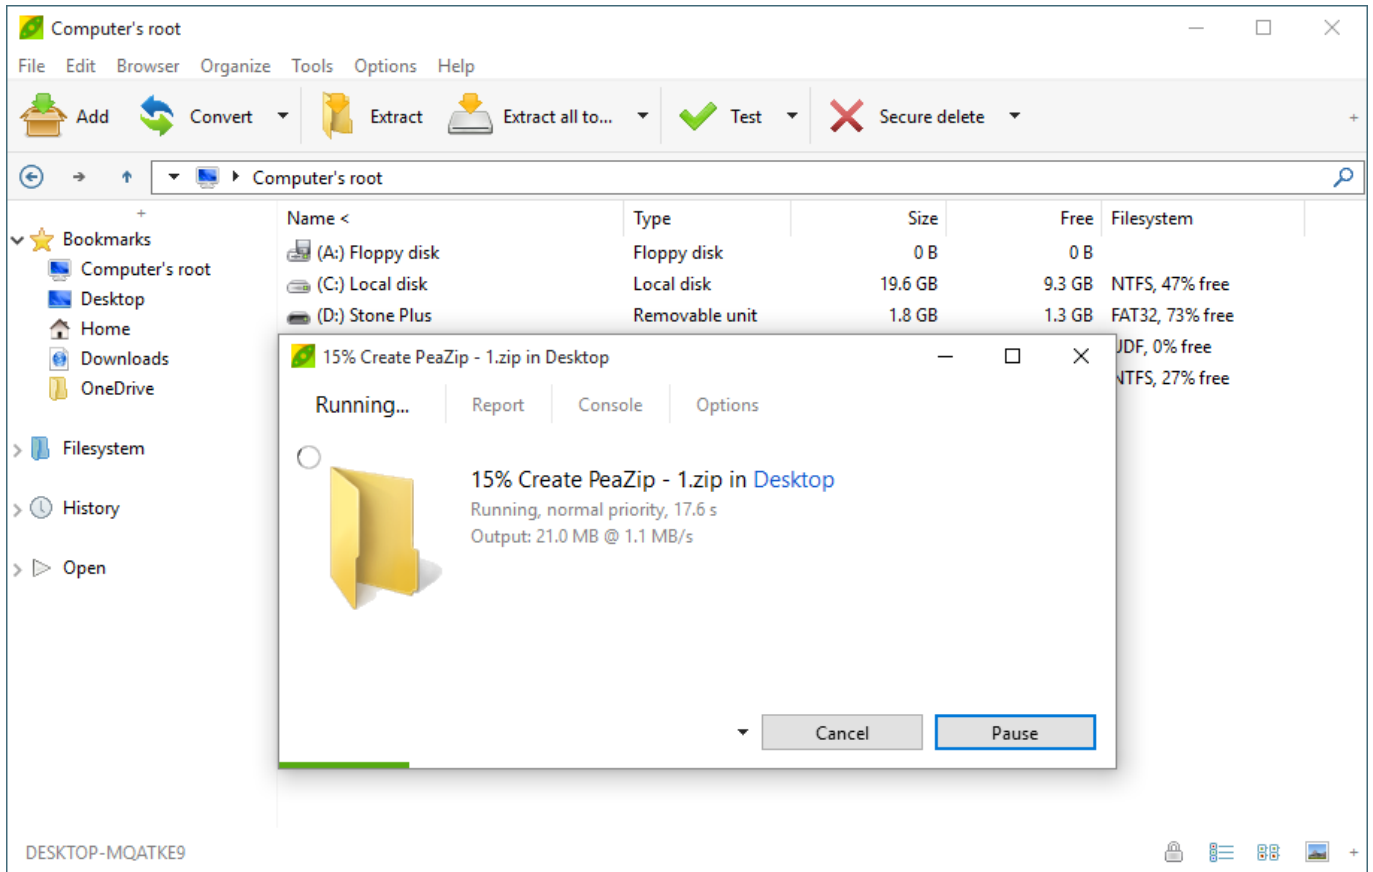 Computer's root
File Edit Browser Organize Tools Options Help
Add Convert Extract Extract all to... Test Secure delete +
Computer's root
+
Bookmarks
Computer's root
Desktop
Home
Downloads
OneDrive
Filesystem
History
Open
Name < Type Size Free Filesystem
(A:) Floppy disk Floppy disk 0 B 0 B
(C:) Local disk Local disk 19.6 GB 9.3 GB NTFS, 47% free
(D:) Stone Plus Removable unit 1.8 GB 1.3 GB FAT32, 73% free
UDF, 0% free
NTFS, 27% free
15% Create PeaZip - 1.zip in Desktop
Running... Report Console Options
15% Create PeaZip - 1.zip in Desktop
Running, normal priority, 17.6 s
Output: 21.0 MB @ 1.1 MB/s
Cancel Pause
DESKTOP-MQATKE9 +